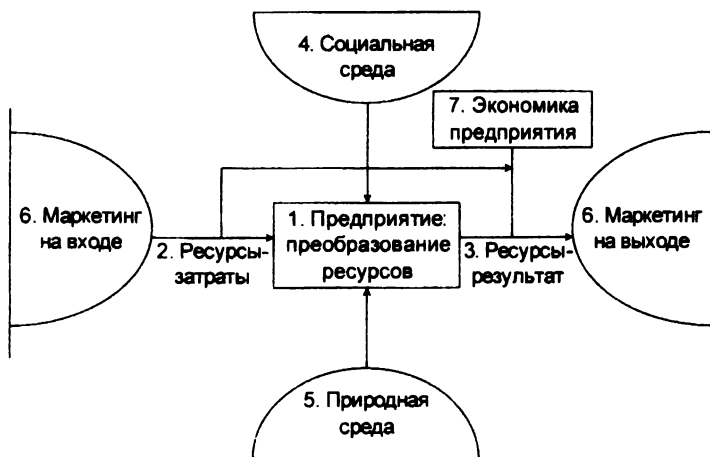 4. Социальная
среда
7. Экономика
предприятия
6. Маркетинг
на входе
2. Ресурсы-
затраты
1. Предприятие:
преобразование
ресурсов
3. Ресурсы-
результат
6. Маркетинг
на выходе
5. Природная
среда